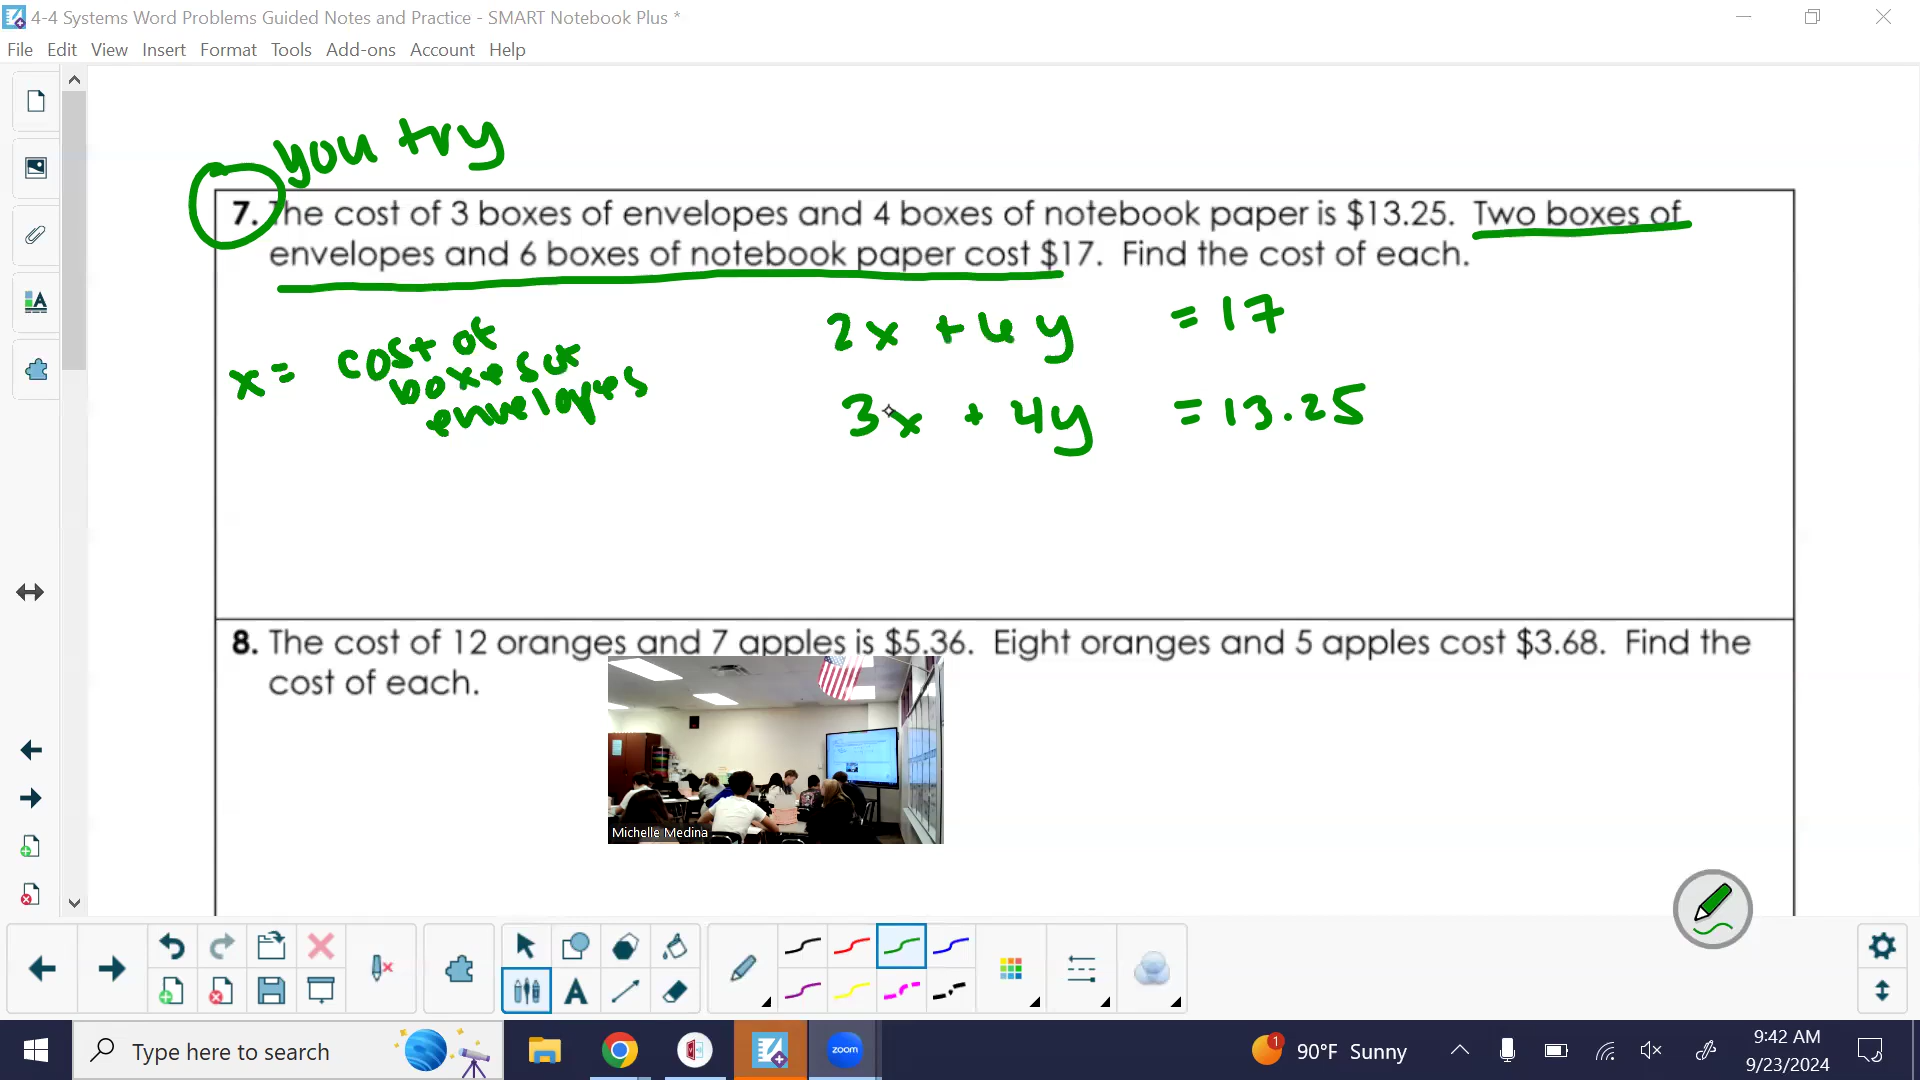 4-4 Systems Word Problems Guided Notes and Practice - SMART Notebook Plus *
File Edit View Insert Format Tools Add-ons Account Help
you try
7. The cost of 3 boxes of envelopes and 4 boxes of notebook paper is $13.25. Two boxes of
envelopes and 6 boxes of notebook paper cost $17. Find the cost of each.
x = cost of
boxes of
envelopes
2x + 6y = 17
3x + 4y = 13.25
8. The cost of 12 oranges and 7 apples is $5.36. Eight oranges and 5 apples cost $3.68. Find the
cost of each.
Michelle Medina
A
Type here to search
zoom
1
90°F Sunny
9:42 AM
9/23/2024